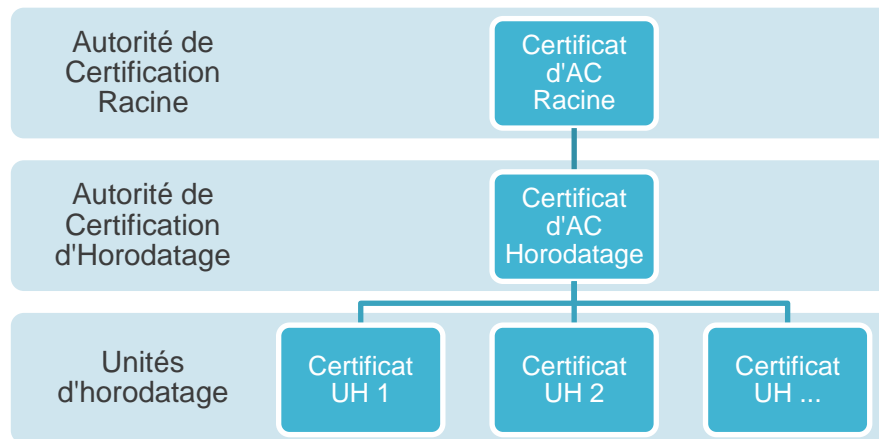 Autorité de
Certification
Racine
Certificat
d'AC
Racine
Autorité de
Certification
d'Horodatage
Certificat
d'AC
Horodatage
Unités
d'horodatage
Certificat
UH 1
Certificat
UH 2
Certificat
UH ...